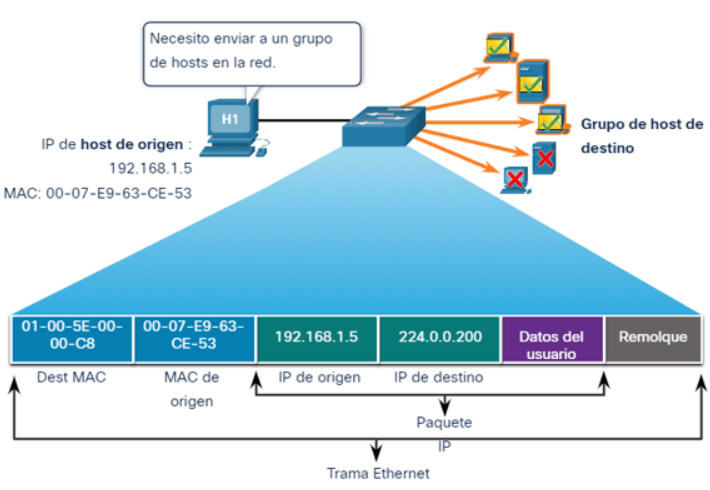 Necesito enviar a un grupo
de hosts en la red.
H1
IP de host de origen :
192.168.1.5
MAC: 00-07-E9-63-CE-53
Grupo de host de
destino
01-00-5E-00-
00-C8
00-07-E9-63-
CE-53
192.168.1.5
224.0.0.200
Datos del
usuario
Remolque
Dest MAC
MAC de
origen
IP de origen
IP de destino
Paquete
IP
Trama Ethernet